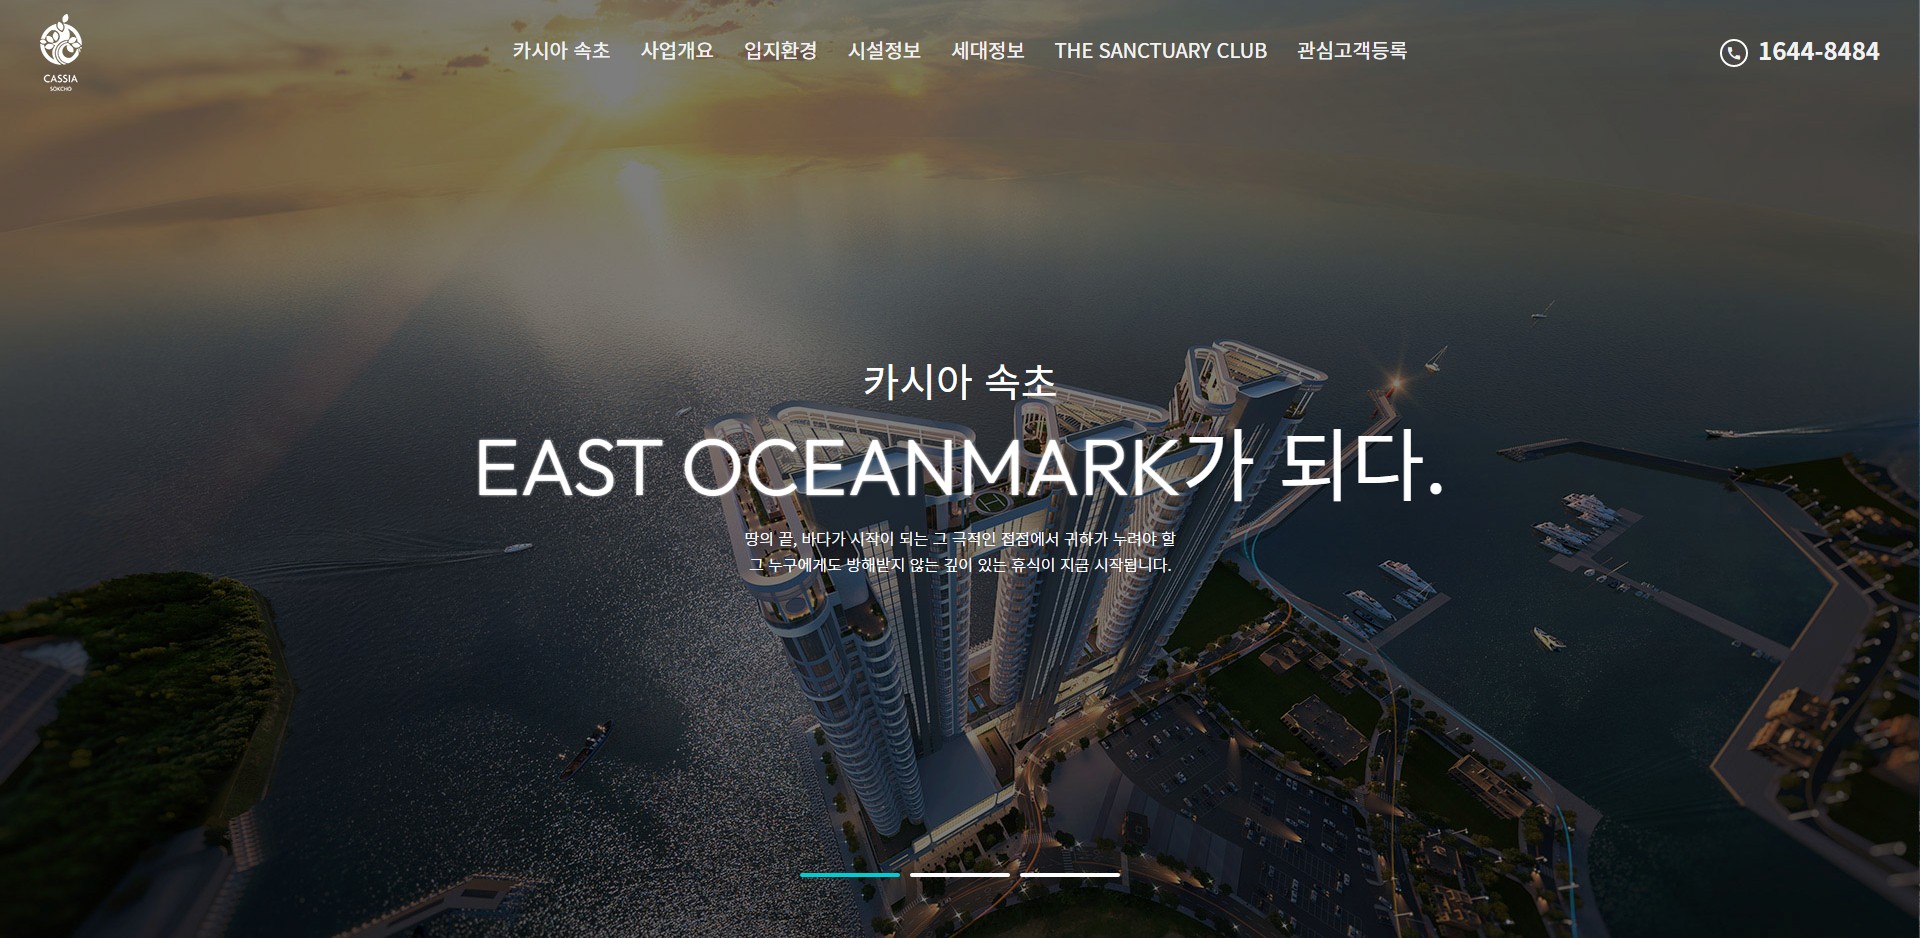 CASSIA
SOKCHO
카시아 속초 사업개요 입지환경 시설정보 세대정보 THE SANCTUARY CLUB 관심고객등록
1644-8484
카시아 속초
EAST OCEANMARK가 되다.
땅의 끝, 바다가 시작이 되는 그 극적인 접점에서 귀하가 누려야 할
그 누구에게도 방해받지 않는 깊이 있는 휴식이 지금 시작됩니다.